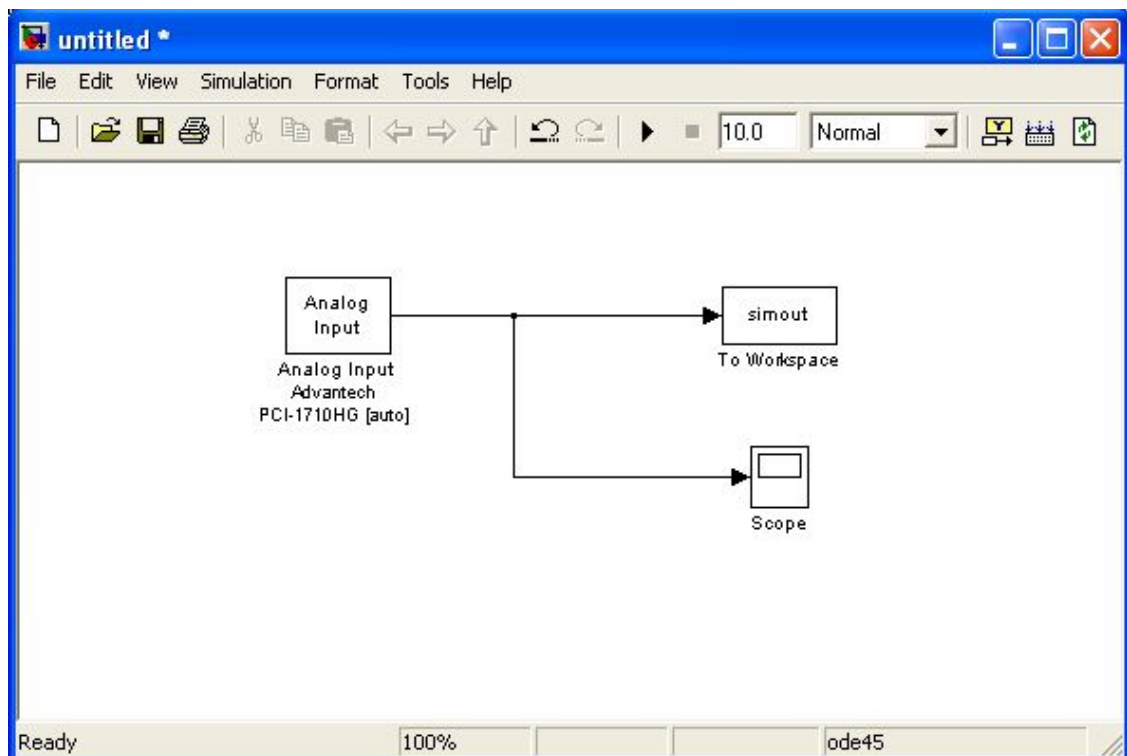 untitled *
File Edit View Simulation Format Tools Help
10.0 Normal
Analog
Input
Analog Input
Advantech
PCI-1710HG [auto]
simout
To Workspace
Scope
Ready 100% ode45